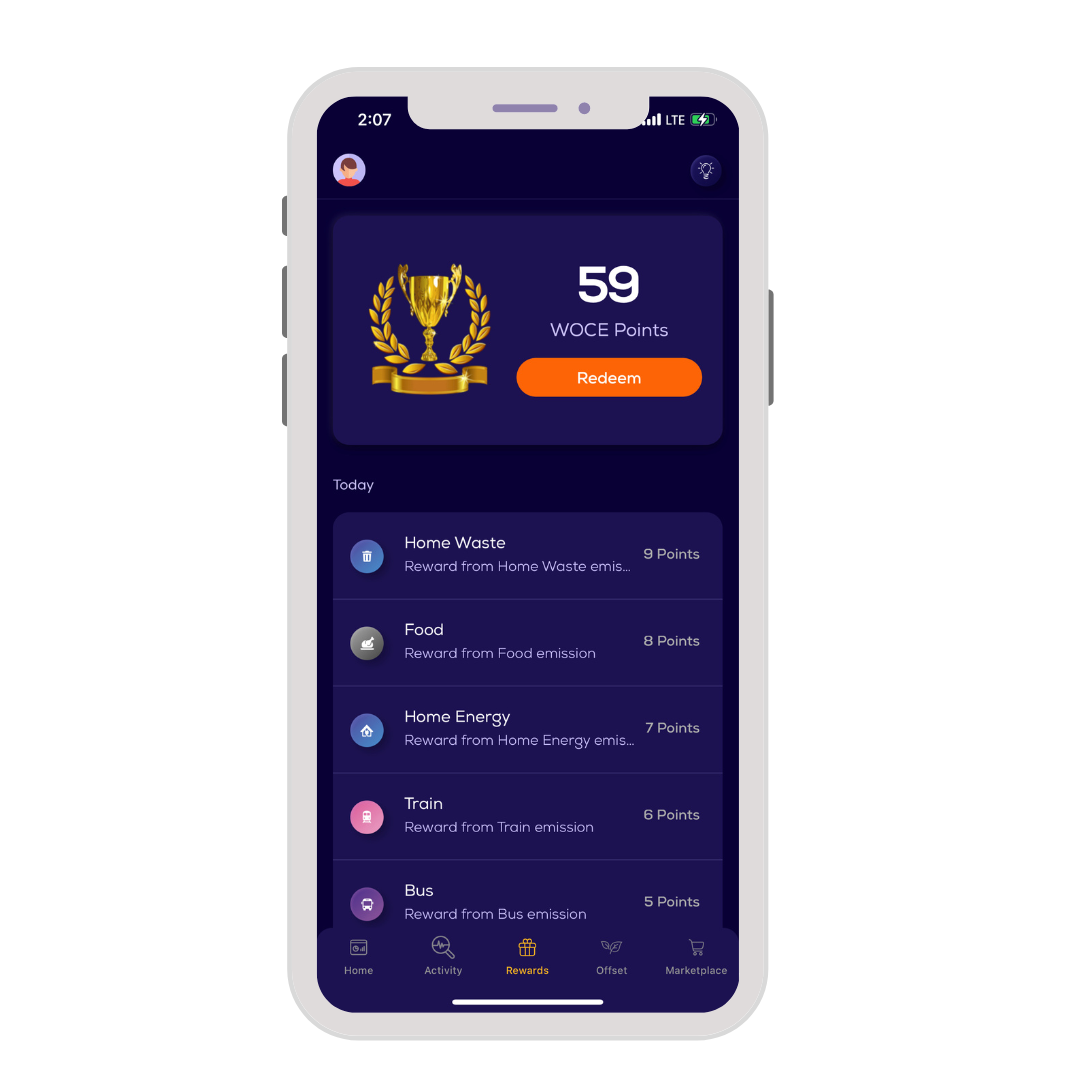 2:07
LTE
59
WOCE Points
Redeem
Today
Home Waste
Reward from Home Waste emis...
9 Points
Food
Reward from Food emission
8 Points
Home Energy
Reward from Home Energy emis...
7 Points
Train
Reward from Train emission
6 Points
Bus
Reward from Bus emission
5 Points
Home
Activity
Rewards
Offset
Marketplace